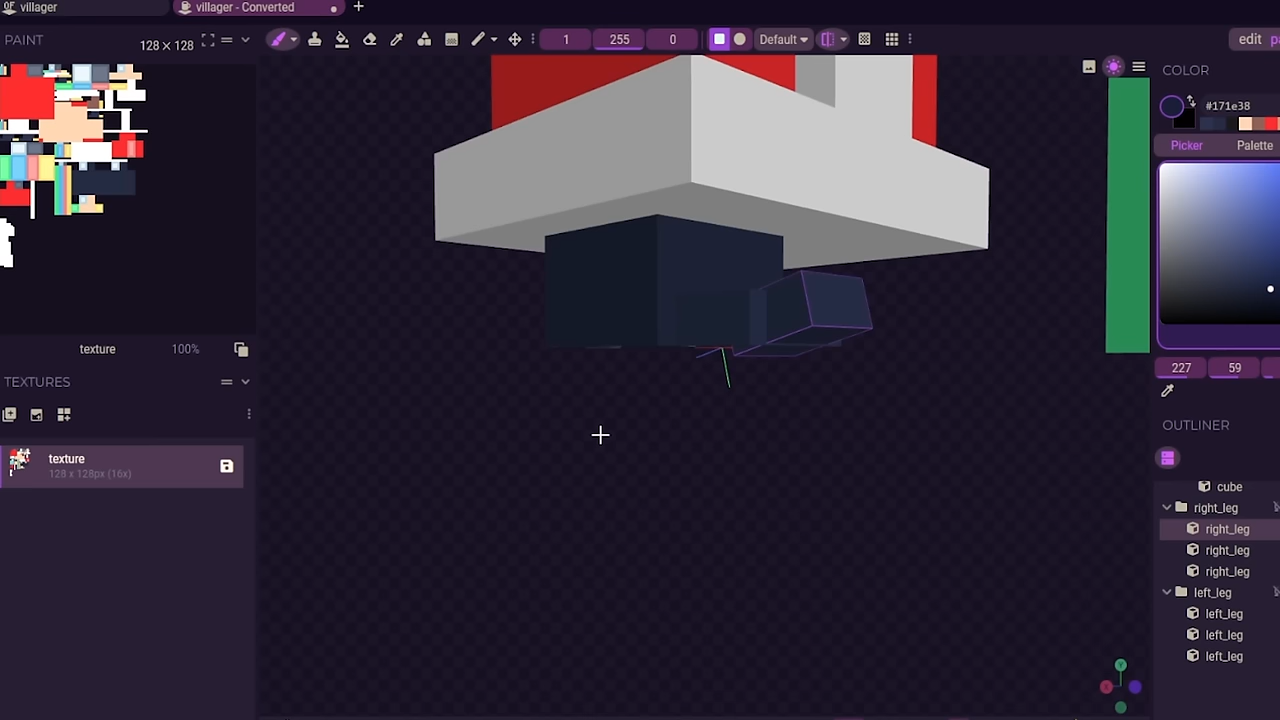 villager
villager - Converted
PAINT
128 × 128
1
255
0
Default
edit
COLOR
#171e38
Picker
Palette
227
59
texture
100%
TEXTURES
texture
128 x 128px (16x)
OUTLINER
cube
right_leg
right_leg
right_leg
right_leg
left_leg
left_leg
left_leg
left_leg